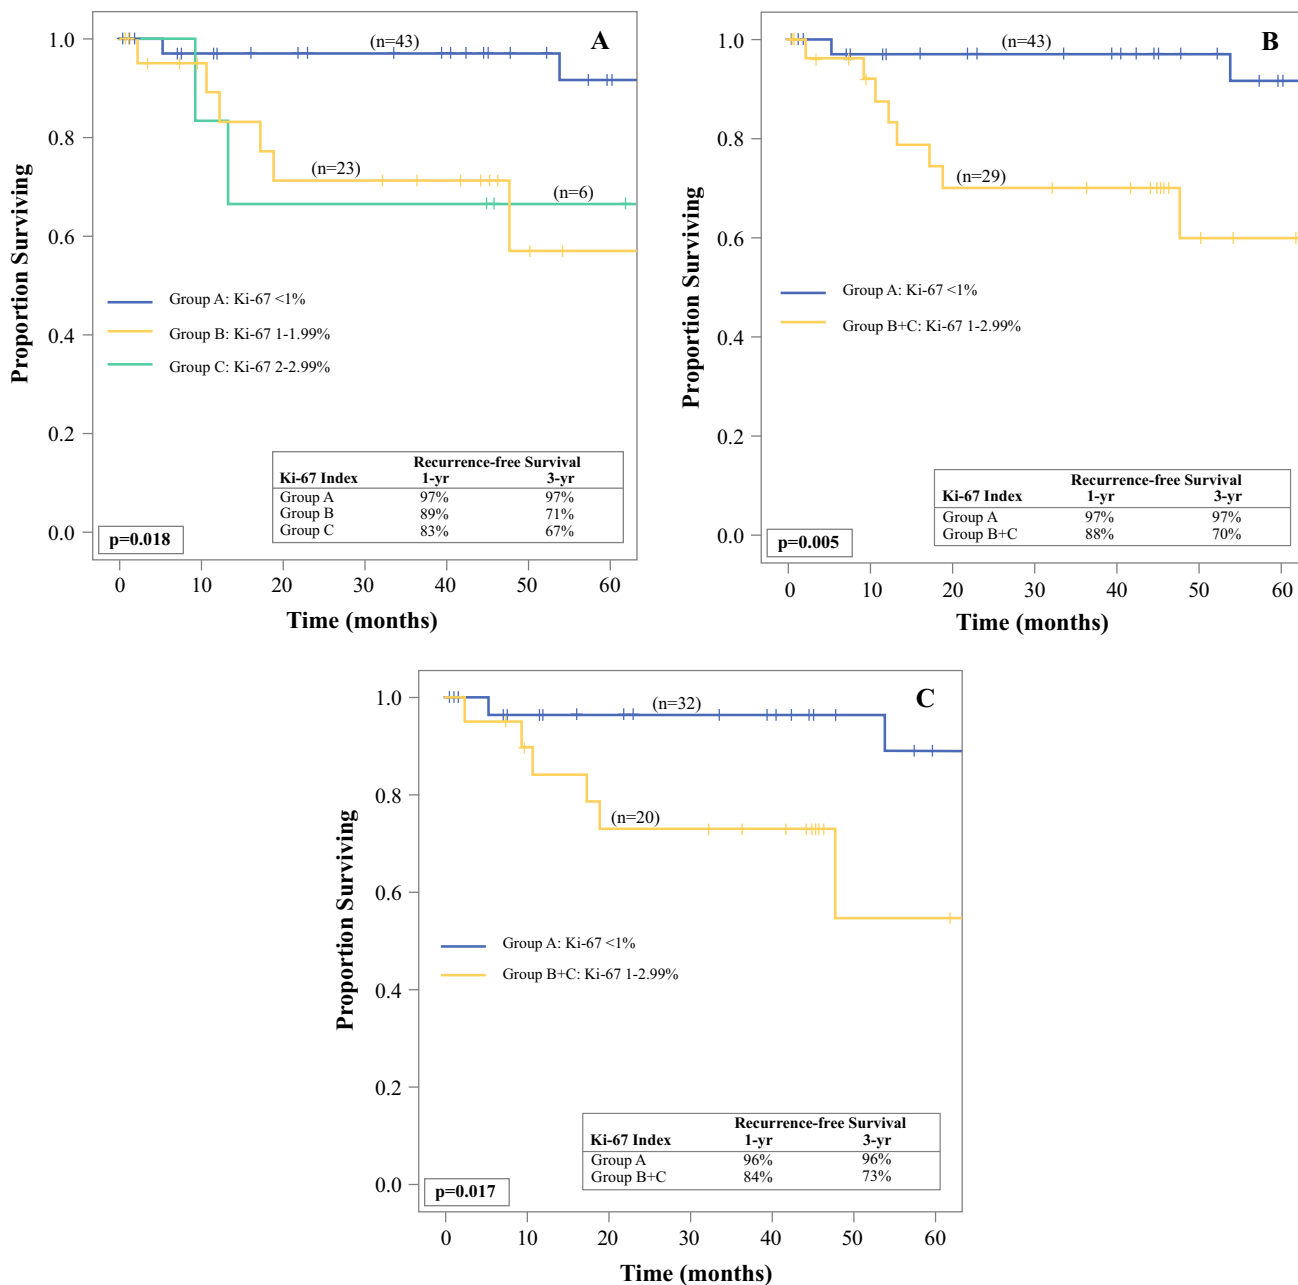 A
1.0
0.8
0.6
0.4
0.2
0.0
Proportion Surviving
(n=43)
(n=23)
(n=6)
Group A: Ki-67 <1%
Group B: Ki-67 1-1.99%
Group C: Ki-67 2-2.99%
Recurrence-free Survival
Ki-67 Index 1-yr 3-yr
Group A 97% 97%
Group B 89% 71%
Group C 83% 67%
p=0.018
0 10 20 30 40 50 60
Time (months)
B
1.0
0.8
0.6
0.4
0.2
0.0
Proportion Surviving
(n=43)
(n=29)
Group A: Ki-67 <1%
Group B+C: Ki-67 1-2.99%
Recurrence-free Survival
Ki-67 Index 1-yr 3-yr
Group A 97% 97%
Group B+C 88% 70%
p=0.005
0 10 20 30 40 50 60
Time (months)
C
1.0
0.8
0.6
0.4
0.2
0.0
Proportion Surviving
(n=32)
(n=20)
Group A: Ki-67 <1%
Group B+C: Ki-67 1-2.99%
Recurrence-free Survival
Ki-67 Index 1-yr 3-yr
Group A 96% 96%
Group B+C 84% 73%
p=0.017
0 10 20 30 40 50 60
Time (months)